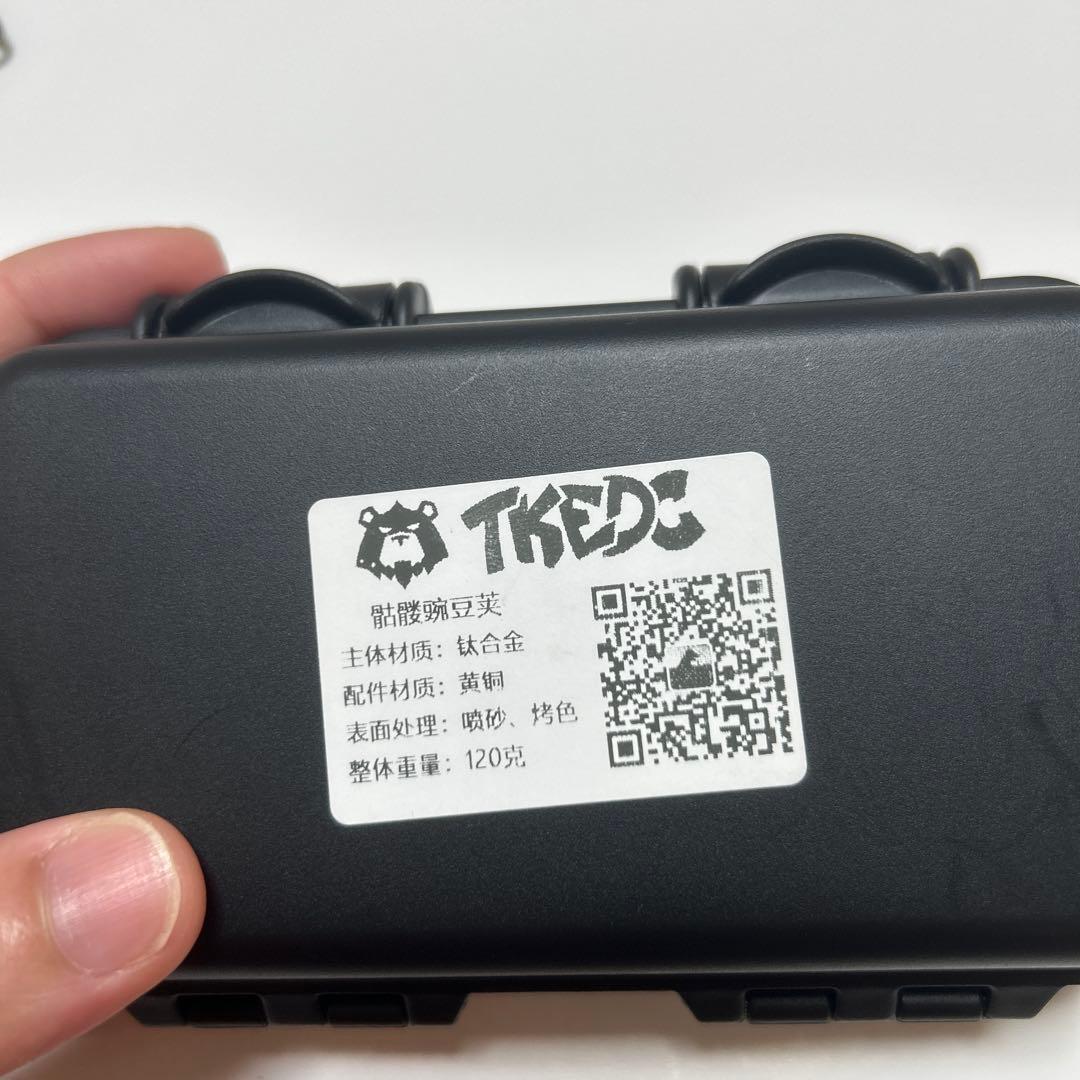 TKEDC
骷髅豌豆荚
主体材质：钛合金
配件材质：黄铜
表面处理：喷砂、烤色
整体重量：120克